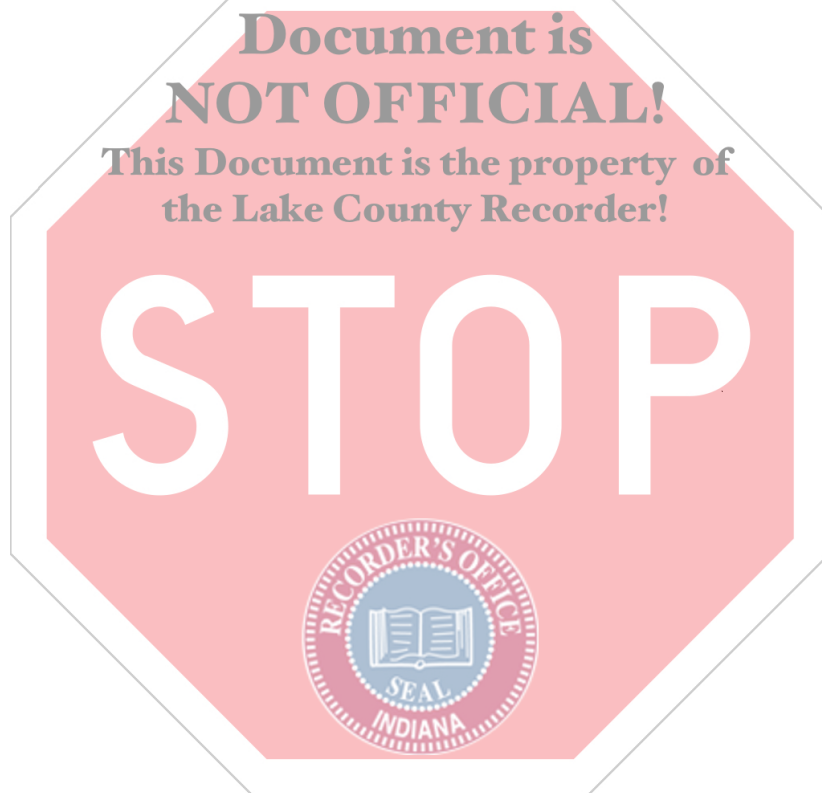 Document is
NOT OFFICIAL!
This Document is the property of
the Lake County Recorder!
STOP
RECORDER'S OFFICE
SEAL
INDIANA